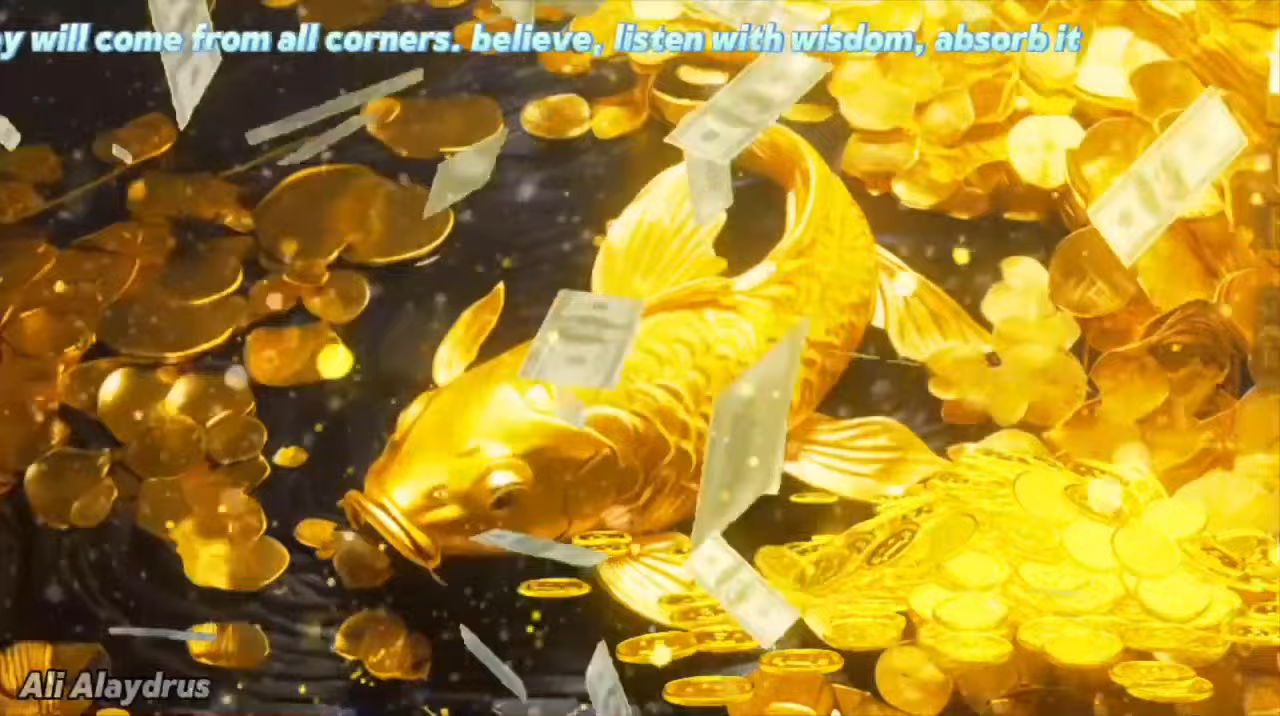 y will come from all corners. believe, listen with wisdom, absorb it
Ali Alaydrus